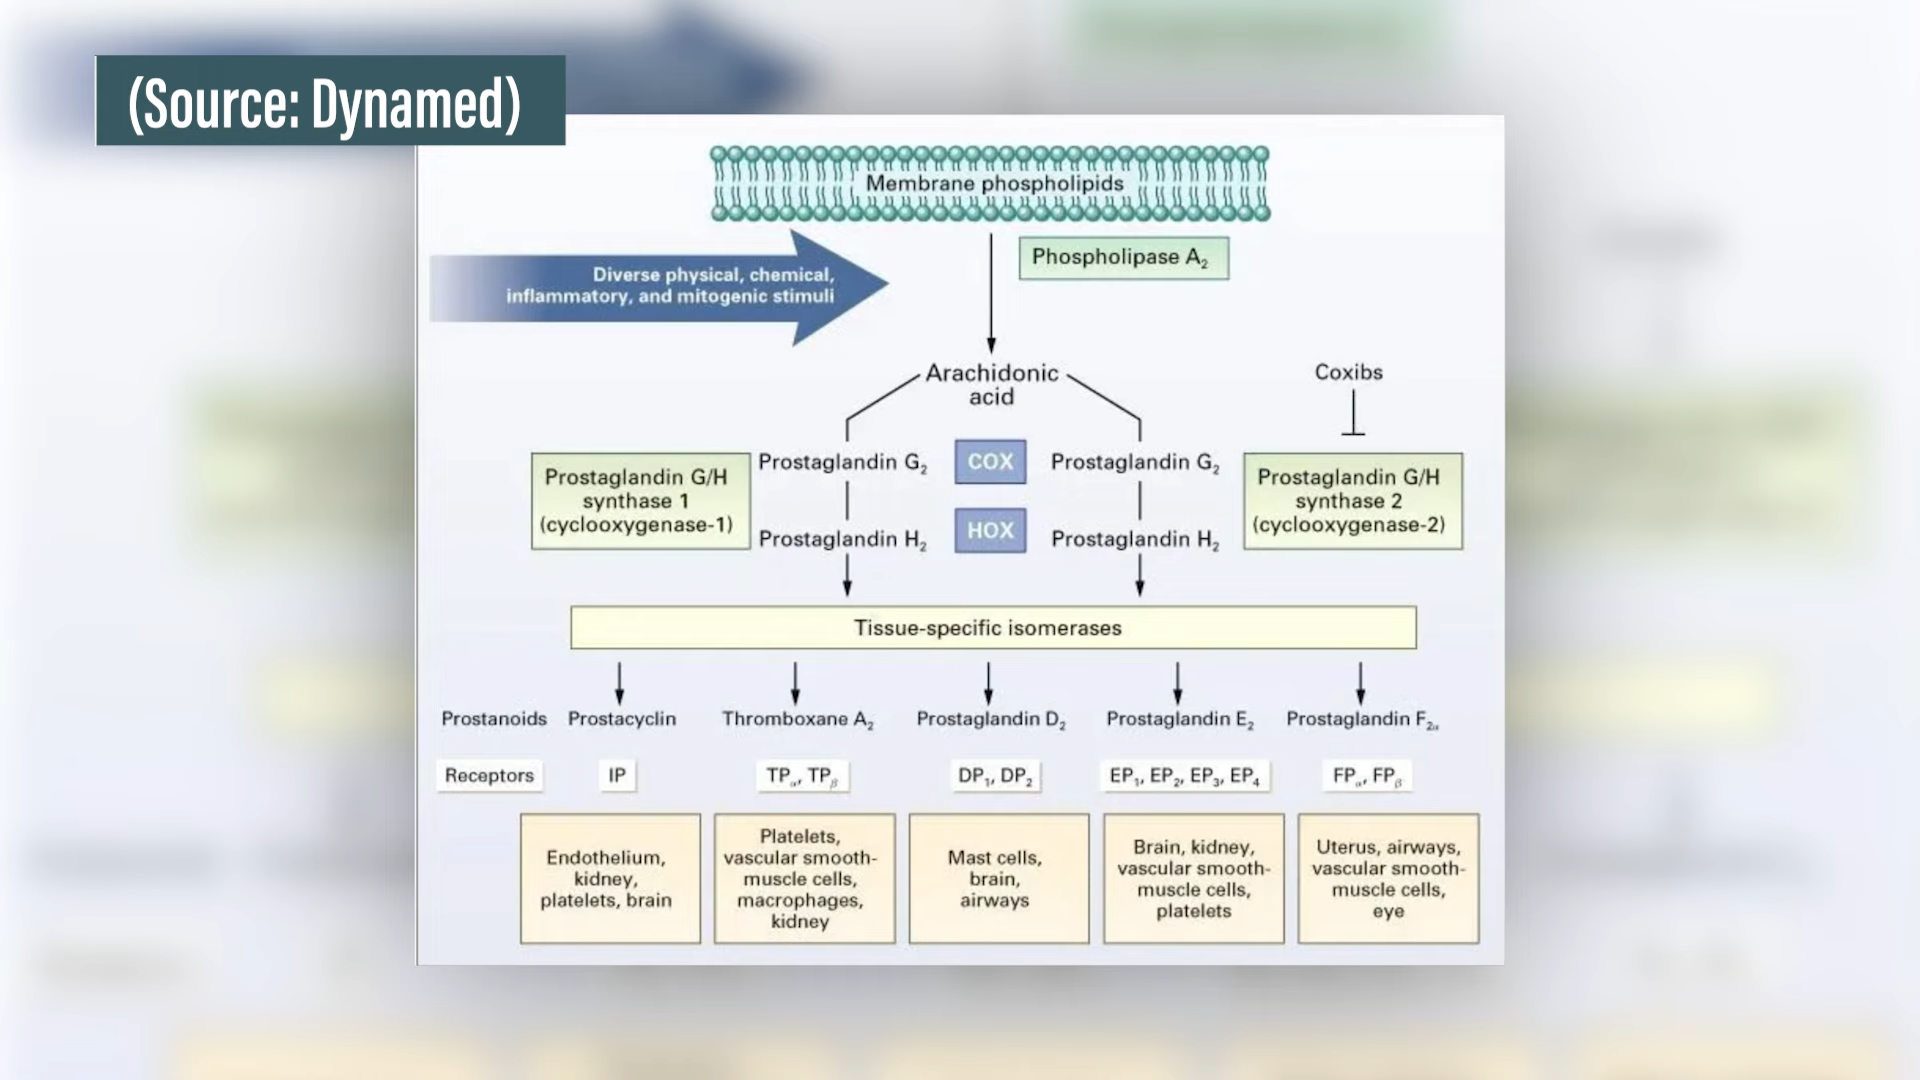 (Source: Dynamed)
Membrane phospholipids
Phospholipase A₂
Diverse physical, chemical,
inflammatory, and mitogenic stimuli
Arachidonic
acid
Coxibs
Prostaglandin G/H
synthase 1
(cyclooxygenase-1)
Prostaglandin G₂
COX
Prostaglandin G₂
Prostaglandin H₂
HOX
Prostaglandin H₂
Prostaglandin G/H
synthase 2
(cyclooxygenase-2)
Tissue-specific isomerases
Prostanoids
Prostacyclin
Thromboxane A₂
Prostaglandin D₂
Prostaglandin E₂
Prostaglandin F₂α
Receptors
IP
TPα, TPβ
DP₁, DP₂
EP₁, EP₂, EP₃, EP₄
FPα, FPβ
Endothelium,
kidney,
platelets, brain
Platelets,
vascular smooth-
muscle cells,
macrophages,
kidney
Mast cells,
brain,
airways
Brain, kidney,
vascular smooth-
muscle cells,
platelets
Uterus, airways,
vascular smooth-
muscle cells,
eye